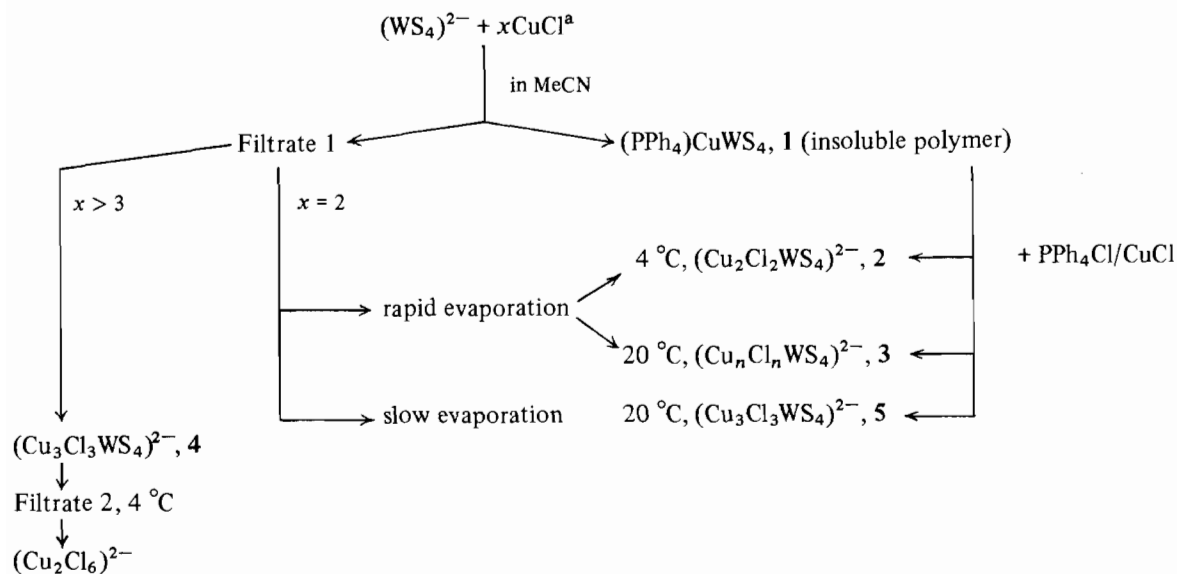 (WS₄)²⁻ + xCuClᵃ
in MeCN
Filtrate 1
(PPh₄)CuWS₄, 1 (insoluble polymer)
x > 3
x = 2
4 °C, (Cu₂Cl₂WS₄)²⁻, 2
+ PPh₄Cl/CuCl
rapid evaporation
20 °C, (CuₙClₙWS₄)²⁻, 3
slow evaporation
20 °C, (Cu₃Cl₃WS₄)²⁻, 5
(Cu₃Cl₃WS₄)²⁻, 4
Filtrate 2, 4 °C
(Cu₂Cl₆)²⁻